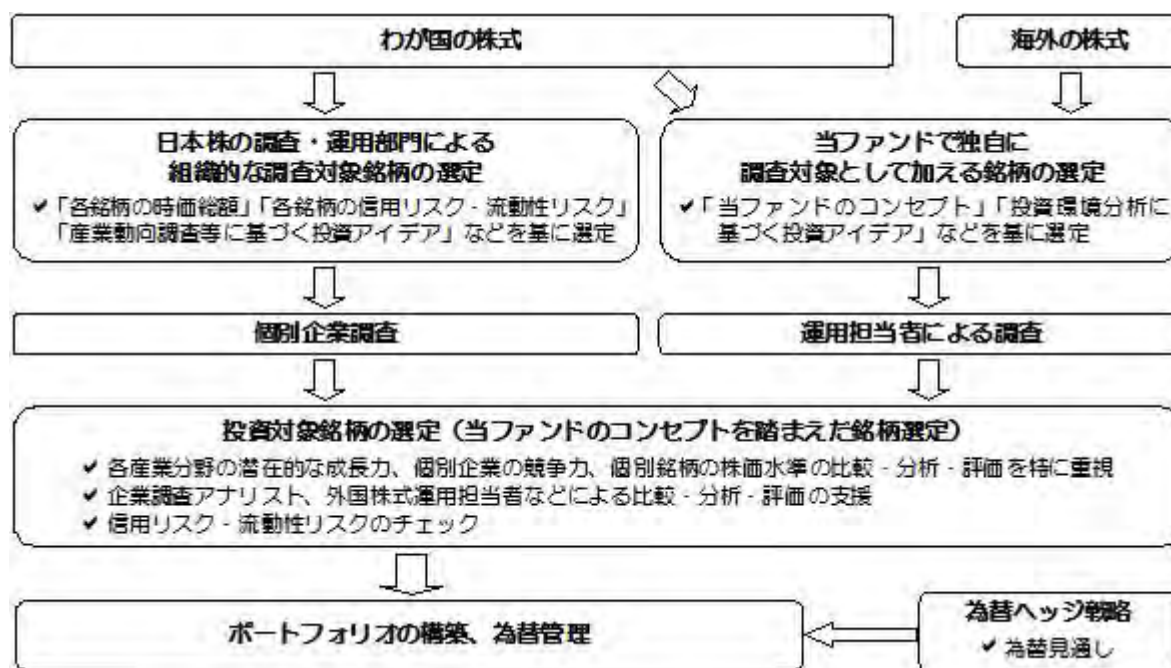 わが国の株式
海外の株式
日本株の調査・運用部門による
組織的な調査対象銘柄の選定
✔「各銘柄の時価総額」「各銘柄の信用リスク‐流動性リスク」
「産業動向調査等に基づく投資アイデア」などを基に選定
当ファンドで独自に
調査対象として加える銘柄の選定
✔「当ファンドのコンセプト」「投資環境分析に
基づく投資アイデア」などを基に選定
個別企業調査
運用担当者による調査
投資対象銘柄の選定（当ファンドのコンセプトを踏まえた銘柄選定）
✔ 各産業分野の潜在的な成長力、個別企業の競争力、個別銘柄の株価水準の比較‐分析‐評価を特に重視
✔ 企業調査アナリスト、外国株式運用担当者などによる比較‐分析‐評価の支援
✔ 信用リスク‐流動性リスクのチェック
ポートフォリオの構築、為替管理
為替ヘッジ戦略
✔ 為替見通し